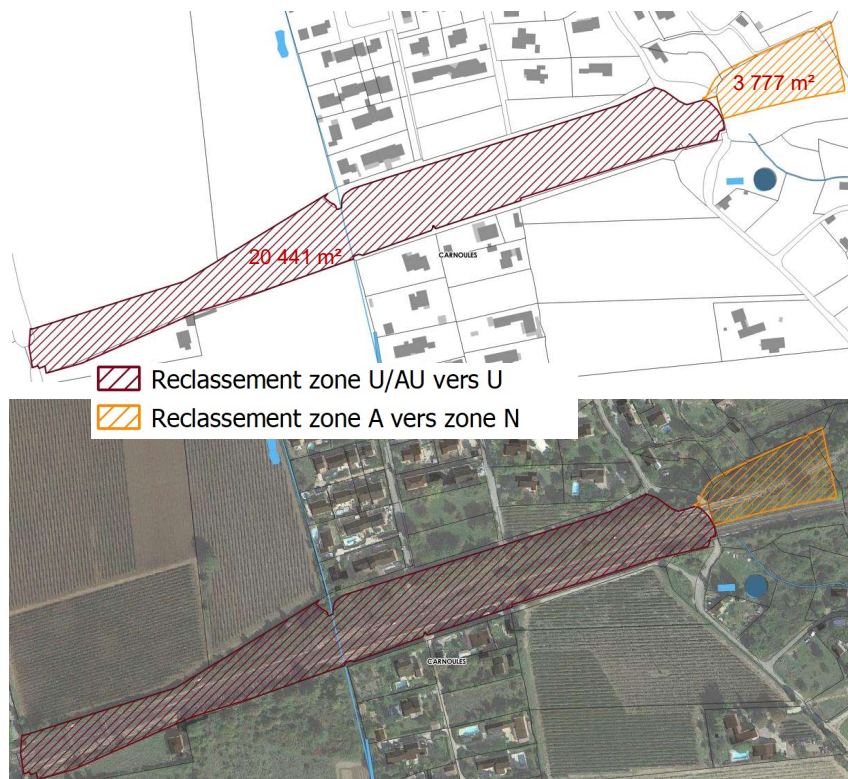 3 777 m²
20 441 m²
CARNOULES
Reclassement zone U/AU vers U
Reclassement zone A vers zone N
CARNOULES